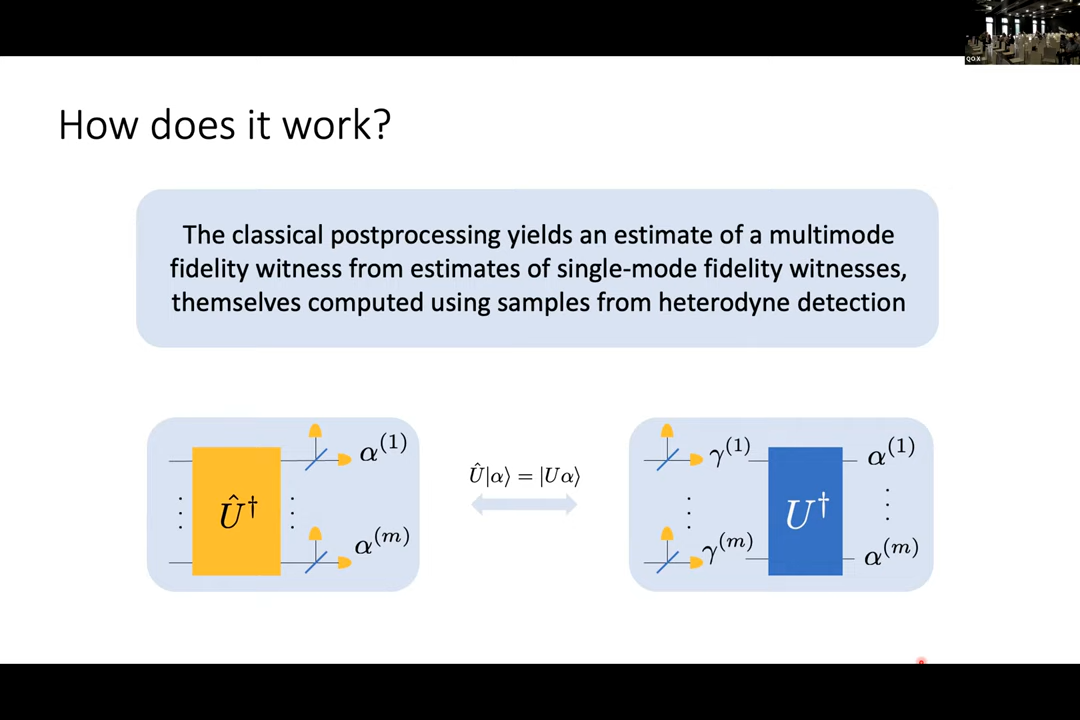 How does it work?
The classical postprocessing yields an estimate of a multimode
fidelity witness from estimates of single-mode fidelity witnesses,
themselves computed using samples from heterodyne detection
Û†
α^(1)
⋮
α^(m)
Û|α⟩ = |Uα⟩
γ^(1)
⋮
γ^(m)
U†
α^(1)
⋮
α^(m)